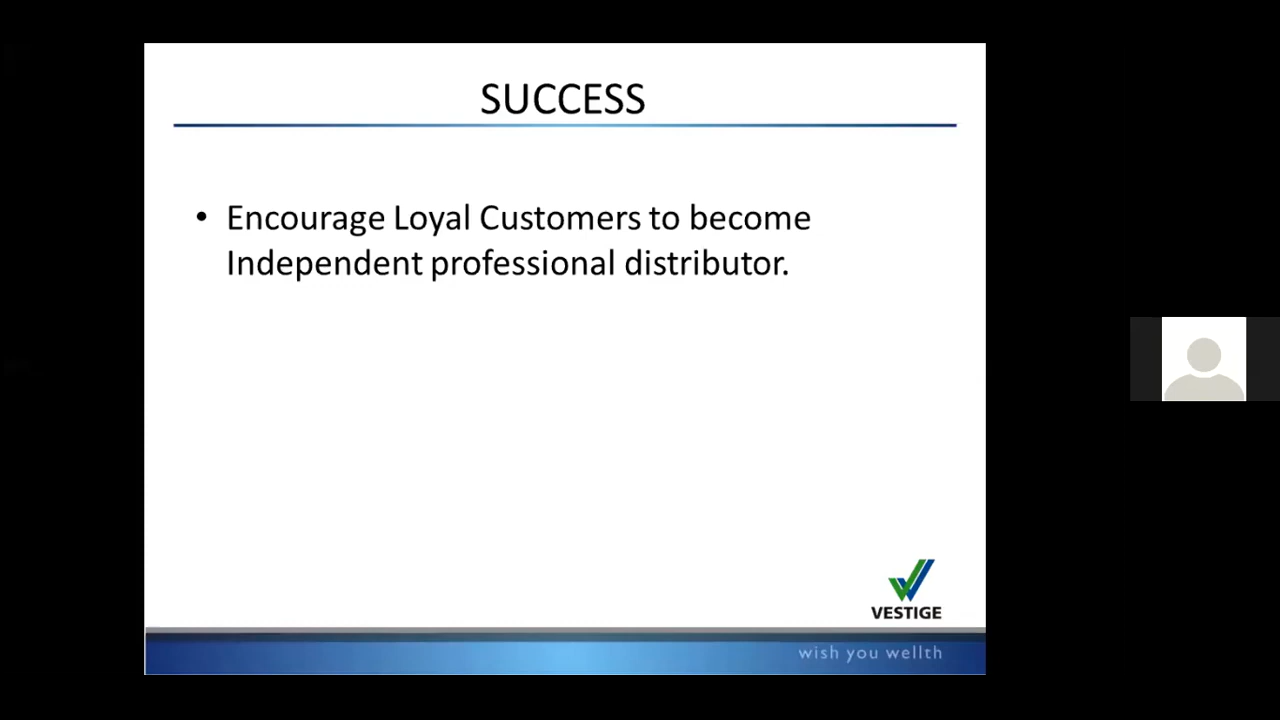 SUCCESS
• Encourage Loyal Customers to become
Independent professional distributor.
VESTIGE
wish you wellth